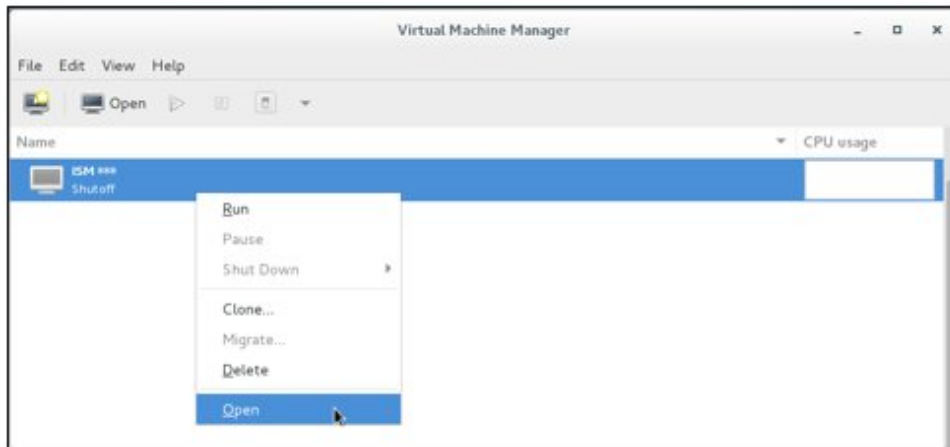 Virtual Machine Manager
File Edit View Help
Open
Name CPU usage
ISM ***
Shutoff
Run
Pause
Shut Down
Clone...
Migrate...
Delete
Open